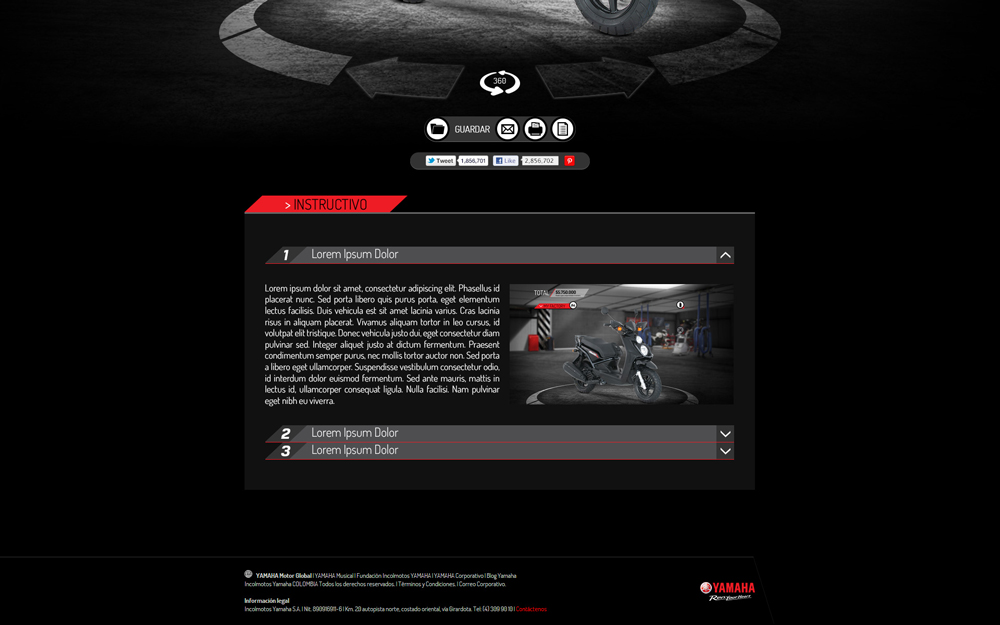 360
GUARDAR
Tweet 1,856,701 Like 2,856,702
> INSTRUCTIVO
1 Lorem Ipsum Dolor
Lorem ipsum dolor sit amet, consectetur adipiscing elit. Phasellus id
placerat nunc. Sed porta libero quis purus porta, eget elementum
lectus facilisis. Duis vehicula est sit amet lacinia varius. Cras lacinia
risus in aliquam placerat. Vivamus aliquam tortor in leo cursus, id
volutpat elit tristique. Donec vehicula justo dui, eget consectetur diam
pulvinar sed. Integer aliquet justo at dictum fermentum. Praesent
condimentum semper purus, nec mollis tortor auctor non. Sed porta
a libero eget ullamcorper. Suspendisse vestibulum consectetur odio,
id interdum dolor euismod fermentum. Sed ante mauris, mattis in
lectus id, ullamcorper consequat ligula. Nulla facilisi. Nam pulvinar
eget nibh eu viverra.
TOTAL
2 Lorem Ipsum Dolor
3 Lorem Ipsum Dolor
YAMAHA Motor Global | YAMAHA Musical | Fundación Incolmotos YAMAHA | YAMAHA Corporativo | Blog Yamaha
Incolmotos Yamaha COLOMBIA Todos los derechos reservados. | Términos y Condiciones. | Correo Corporativo.
Información legal
Incolmotos Yamaha S.A. | Nit. 890916911-6 | Km. 20 autopista norte, costado oriental, vía Girardota. Tel: (4) 389 90 10 | Contáctenos
YAMAHA
Revs Your Heart